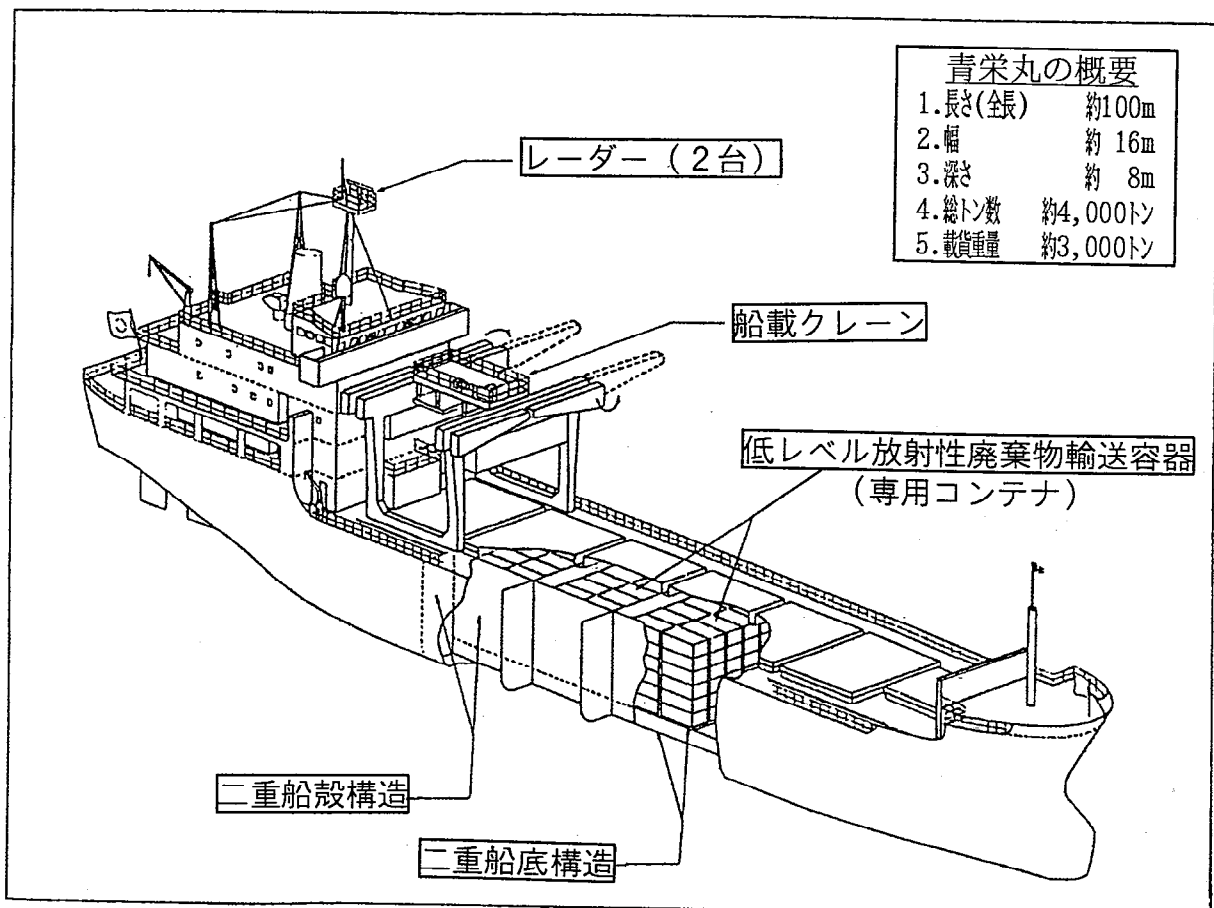 青栄丸の概要
1.長さ(全長) 約100m
2.幅 約 16m
3.深さ 約 8m
4.総トン数 約4,000トン
5.載貨重量 約3,000トン
レーダー(2台)
船載クレーン
低レベル放射性廃棄物輸送容器
(専用コンテナ)
二重船殻構造
二重船底構造